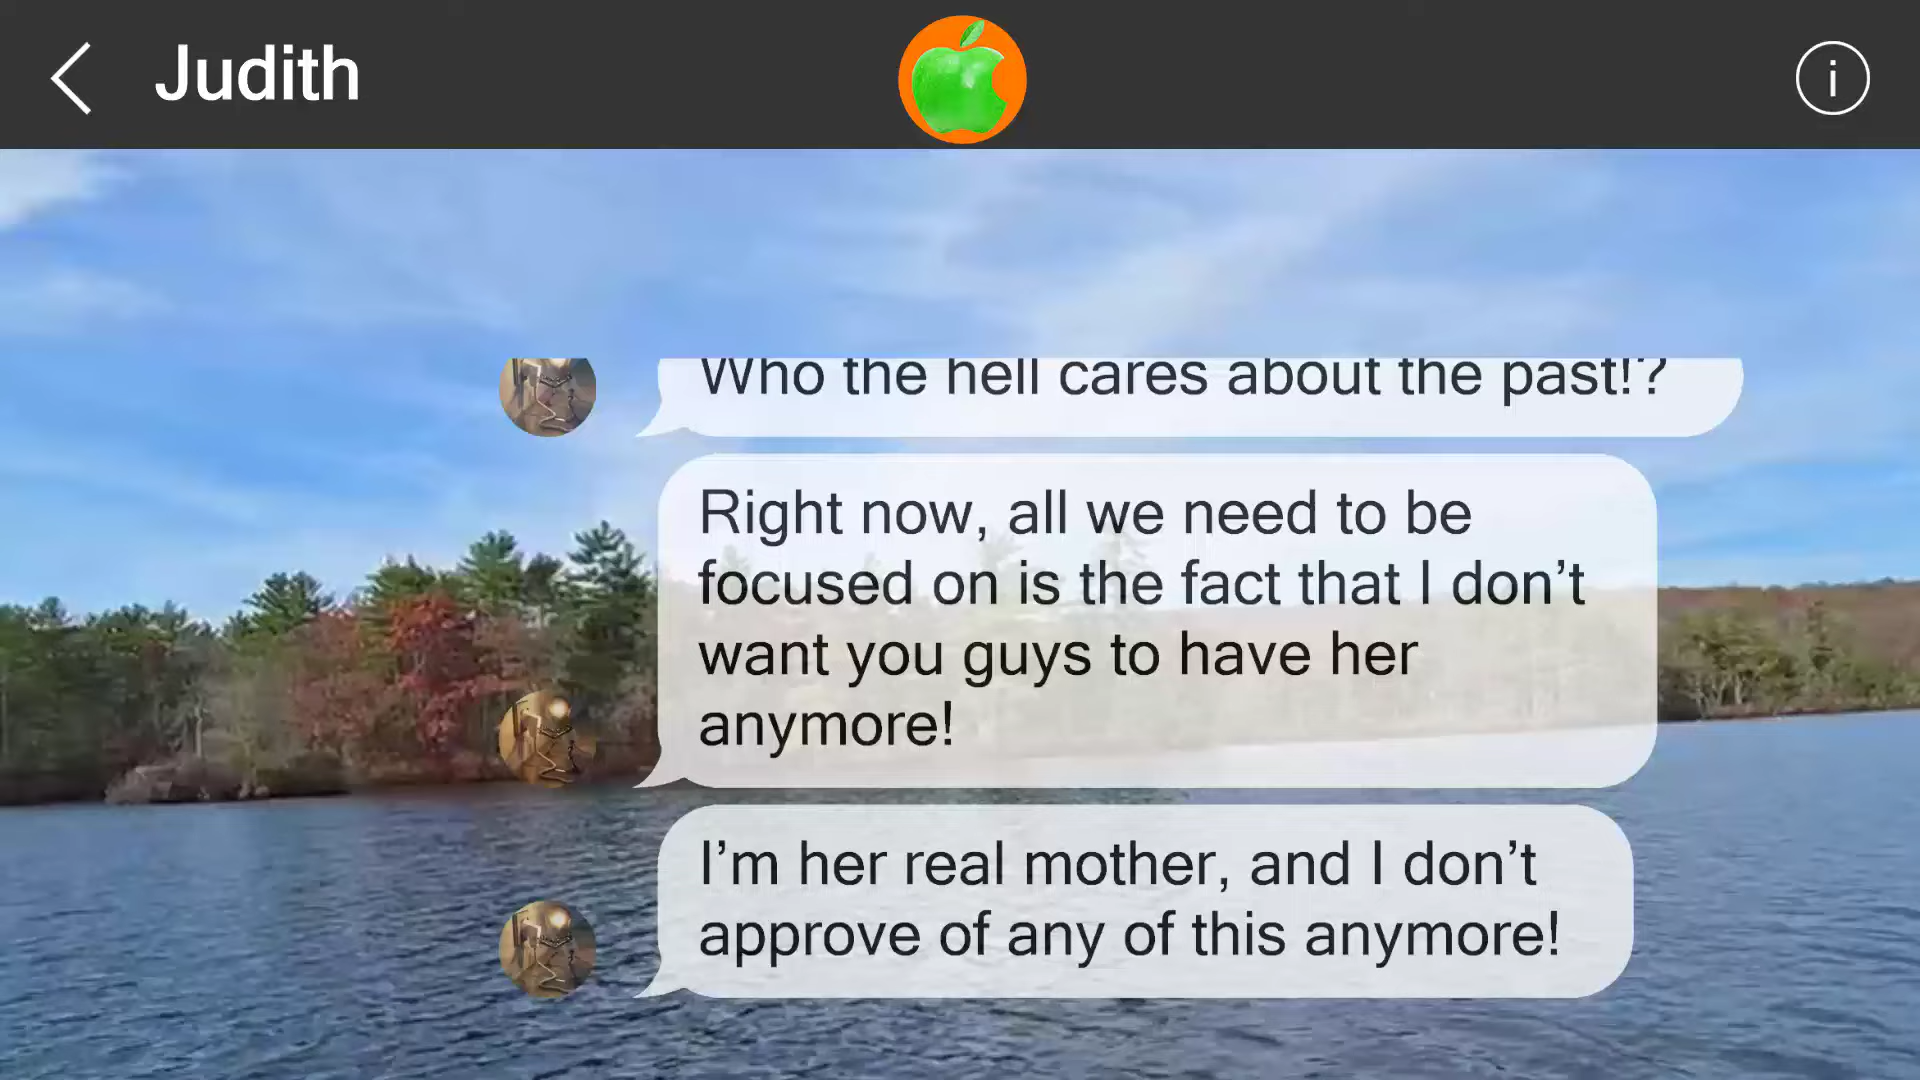 Judith
i
Who the hell cares about the past!?
Right now, all we need to be
focused on is the fact that I don’t
want you guys to have her
anymore!
I’m her real mother, and I don’t
approve of any of this anymore!